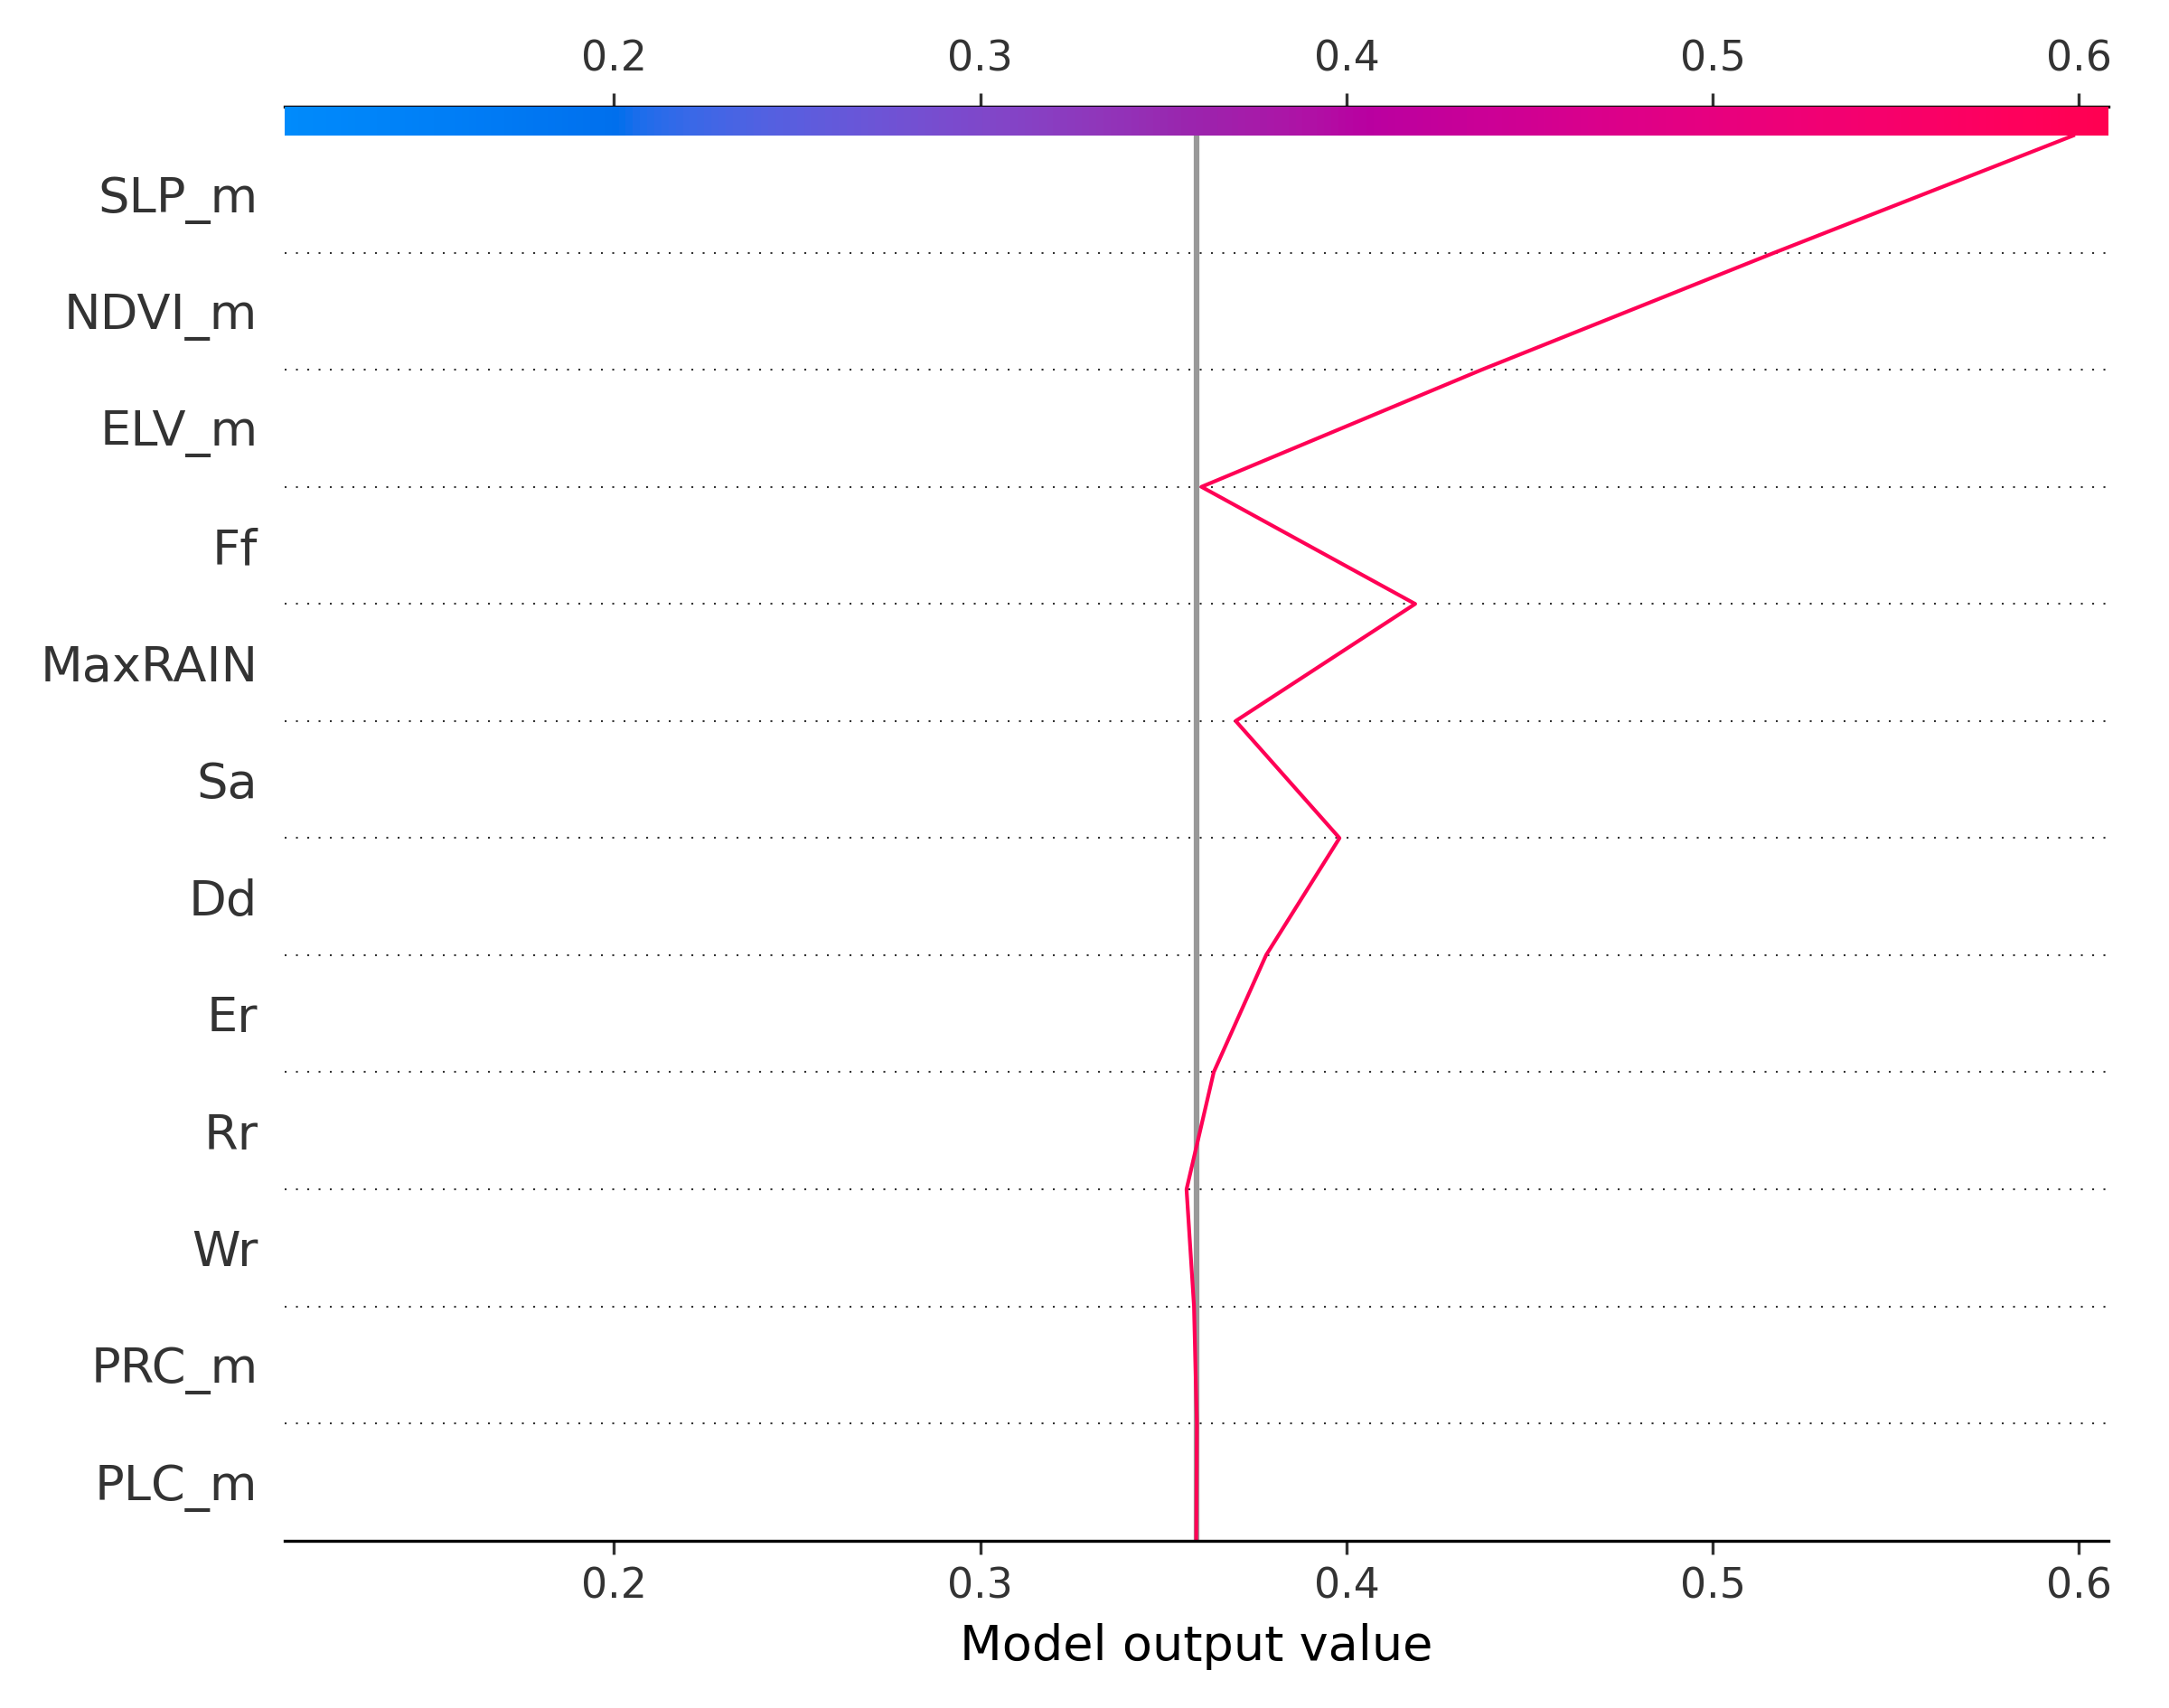 0.2 0.3 0.4 0.5 0.6
SLP_m
NDVI_m
ELV_m
Ff
MaxRAIN
Sa
Dd
Er
Rr
Wr
PRC_m
PLC_m
0.2 0.3 0.4 0.5 0.6
Model output value